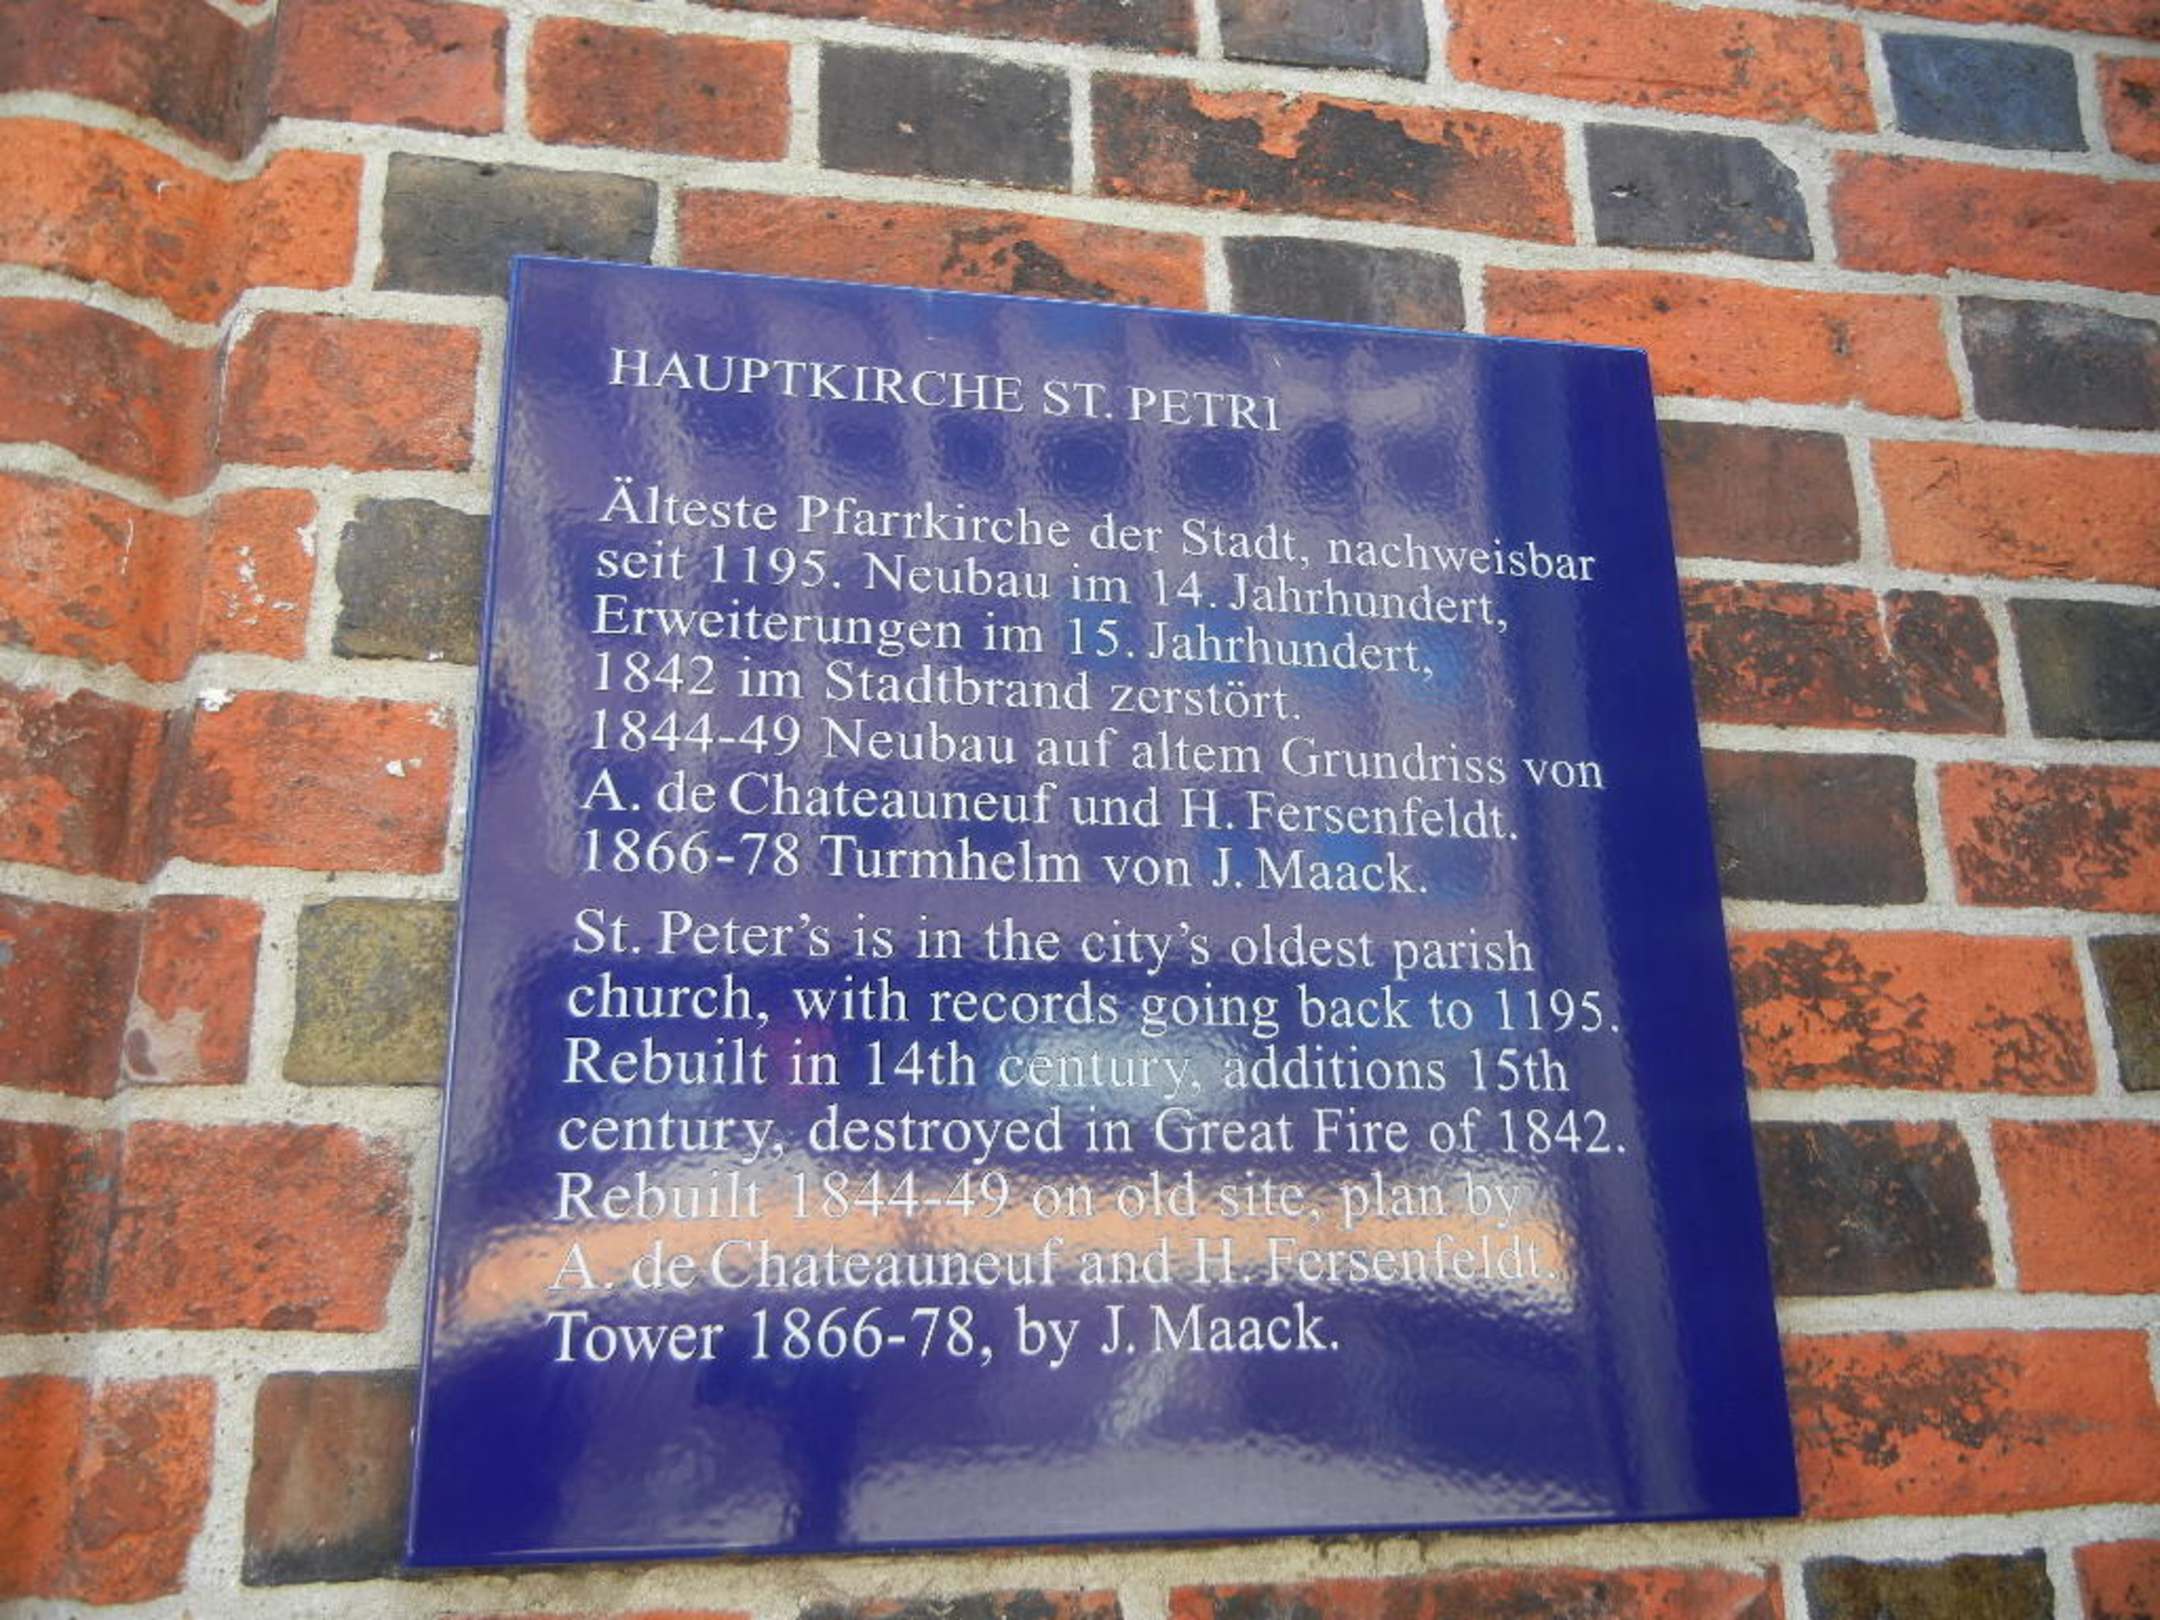 HAUPTKIRCHE ST. PETRI
Älteste Pfarrkirche der Stadt, nachweisbar
seit 1195. Neubau im 14. Jahrhundert,
Erweiterungen im 15. Jahrhundert,
1842 im Stadtbrand zerstört.
1844-49 Neubau auf altem Grundriss von
A. de Chateauneuf und H. Fersenfeldt.
1866-78 Turmhelm von J. Maack.
St. Peter's is in the city's oldest parish
church, with records going back to 1195.
Rebuilt in 14th century, additions 15th
century, destroyed in Great Fire of 1842.
Rebuilt 1844-49 on old site, plan by
A. de Chateauneuf and H. Fersenfeldt.
Tower 1866-78, by J. Maack.